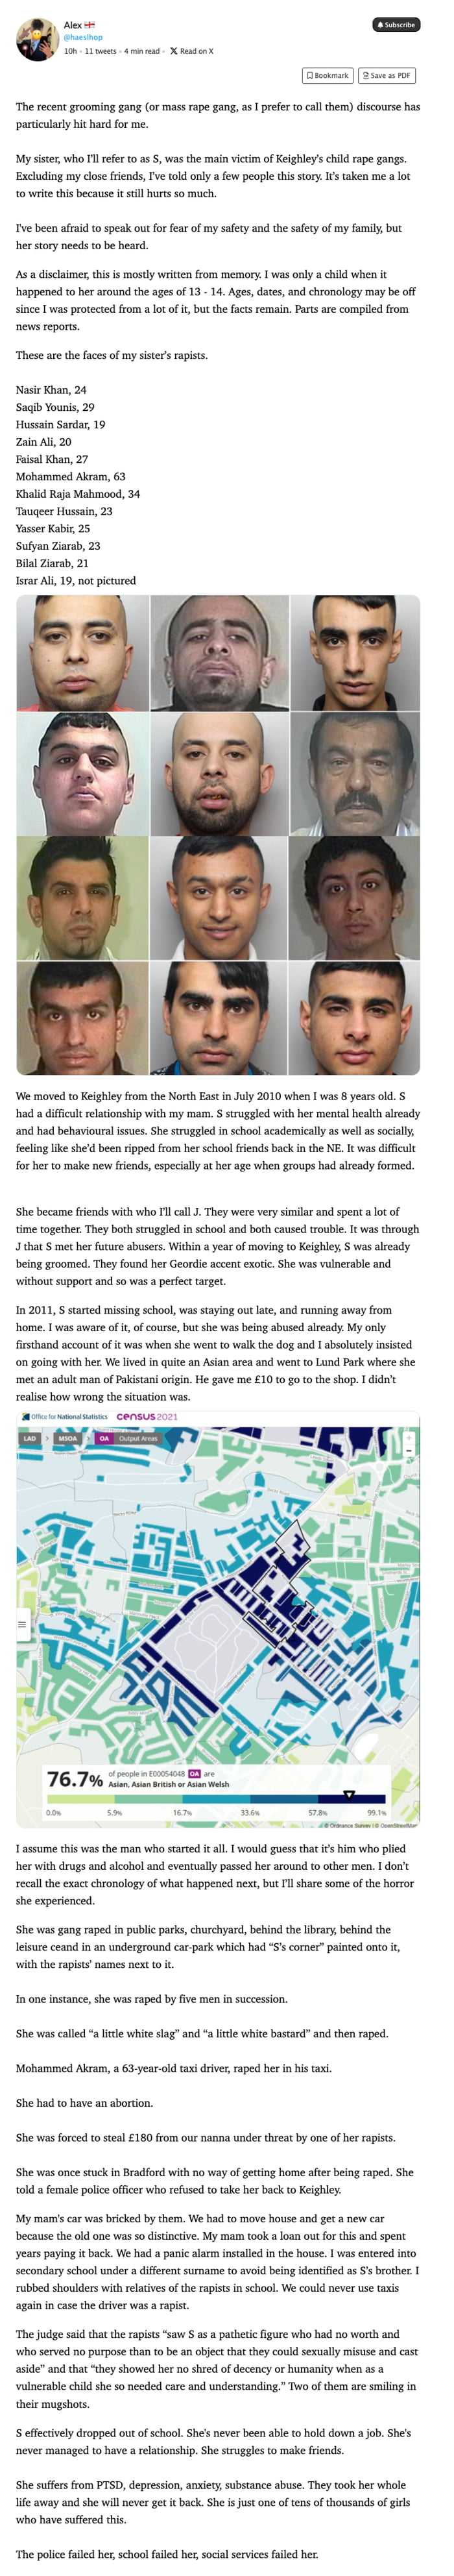 Alex
@haeslhop
Subscribe
10h • 11 tweets • 4 min read • X Read on X
Bookmark
Save as PDF
The recent grooming gang (or mass rape gang, as I prefer to call them) discourse has
particularly hit hard for me.
My sister, who I'll refer to as S, was the main victim of Keighley's child rape gangs.
Excluding my close friends, I've told only a few people this story. It's taken me a lot
to write this because it still hurts so much.
I've been afraid to speak out for fear of my safety and the safety of my family, but
her story needs to be heard.
As a disclaimer, this is mostly written from memory. I was only a child when it
happened to her around the ages of 13 - 14. Ages, dates, and chronology may be off
since I was protected from a lot of it, but the facts remain. Parts are compiled from
news reports.
These are the faces of my sister's rapists.
Nasir Khan, 24
Saqib Younis, 29
Hussain Sardar, 19
Zain Ali, 20
Faisal Khan, 27
Mohammed Akram, 63
Khalid Raja Mahmood, 34
Tauqeer Hussain, 23
Yasser Kabir, 25
Sufyan Ziarab, 23
Bilal Ziarab, 21
Israr Ali, 19, not pictured
We moved to Keighley from the North East in July 2010 when I was 8 years old. S
had a difficult relationship with my mam. S struggled with her mental health already
and had behavioural issues. She struggled in school academically as well as socially,
feeling like she'd been ripped from her school friends back in the NE. It was difficult
for her to make new friends, especially at her age when groups had already formed.
She became friends with who I'll call J. They were very similar and spent a lot of
time together. They both struggled in school and both caused trouble. It was through
J that S met her future abusers. Within a year of moving to Keighley, S was already
being groomed. They found her Geordie accent exotic. She was vulnerable and
without support and so was a perfect target.
In 2011, S started missing school, was staying out late, and running away from
home. I was aware of it, of course, but she was being abused already. My only
firsthand account of it was when she went to walk the dog and I absolutely insisted
on going with her. We lived in quite an Asian area and went to Lund Park where she
met an adult man of Pakistani origin. He gave me £10 to go to the shop. I didn't
realise how wrong the situation was.
Office for National Statistics census 2021
LAD > MSOA > OA Output Areas
76.7% of people in E00054048 OA are
Asian, Asian British or Asian Welsh
0.0% 5.9% 16.7% 33.6% 57.8% 99.1%
© Ordnance Survey | © OpenStreetMap
I assume this was the man who started it all. I would guess that it's him who plied
her with drugs and alcohol and eventually passed her around to other men. I don't
recall the exact chronology of what happened next, but I'll share some of the horror
she experienced.
She was gang raped in public parks, churchyard, behind the library, behind the
leisure ceand in an underground car-park which had “S's corner” painted onto it,
with the rapists' names next to it.
In one instance, she was raped by five men in succession.
She was called “a little white slag” and “a little white bastard” and then raped.
Mohammed Akram, a 63-year-old taxi driver, raped her in his taxi.
She had to have an abortion.
She was forced to steal £180 from our nanna under threat by one of her rapists.
She was once stuck in Bradford with no way of getting home after being raped. She
told a female police officer who refused to take her back to Keighley.
My mam's car was bricked by them. We had to move house and get a new car
because the old one was so distinctive. My mam took a loan out for this and spent
years paying it back. We had a panic alarm installed in the house. I was entered into
secondary school under a different surname to avoid being identified as S's brother. I
rubbed shoulders with relatives of the rapists in school. We could never use taxis
again in case the driver was a rapist.
The judge said that the rapists “saw S as a pathetic figure who had no worth and
who served no purpose than to be an object that they could sexually misuse and cast
aside” and that “they showed her no shred of decency or humanity when as a
vulnerable child she so needed care and understanding.” Two of them are smiling in
their mugshots.
S effectively dropped out of school. She's never been able to hold down a job. She's
never managed to have a relationship. She struggles to make friends.
She suffers from PTSD, depression, anxiety, substance abuse. They took her whole
life away and she will never get it back. She is just one of tens of thousands of girls
who have suffered this.
The police failed her, school failed her, social services failed her.